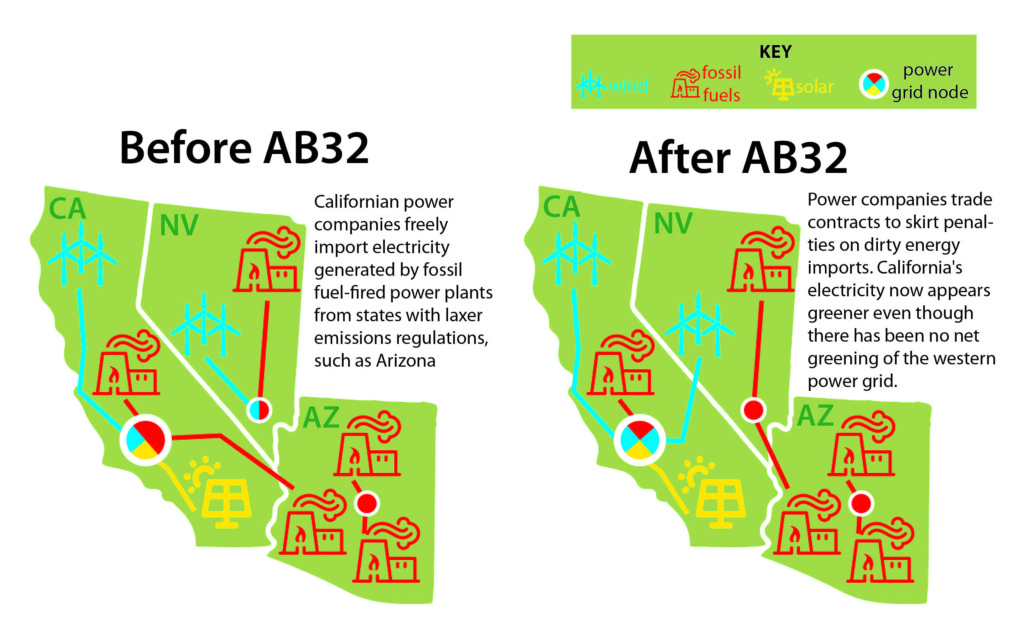 KEY
wind
fossil
fuels
solar
power
grid node
Before AB32
CA
NV
AZ
Californian power
companies freely
import electricity
generated by fossil
fuel-fired power plants
from states with laxer
emissions regulations,
such as Arizona
After AB32
CA
NV
AZ
Power companies trade
contracts to skirt penal-
ties on dirty energy
imports. California's
electricity now appears
greener even though
there has been no net
greening of the western
power grid.